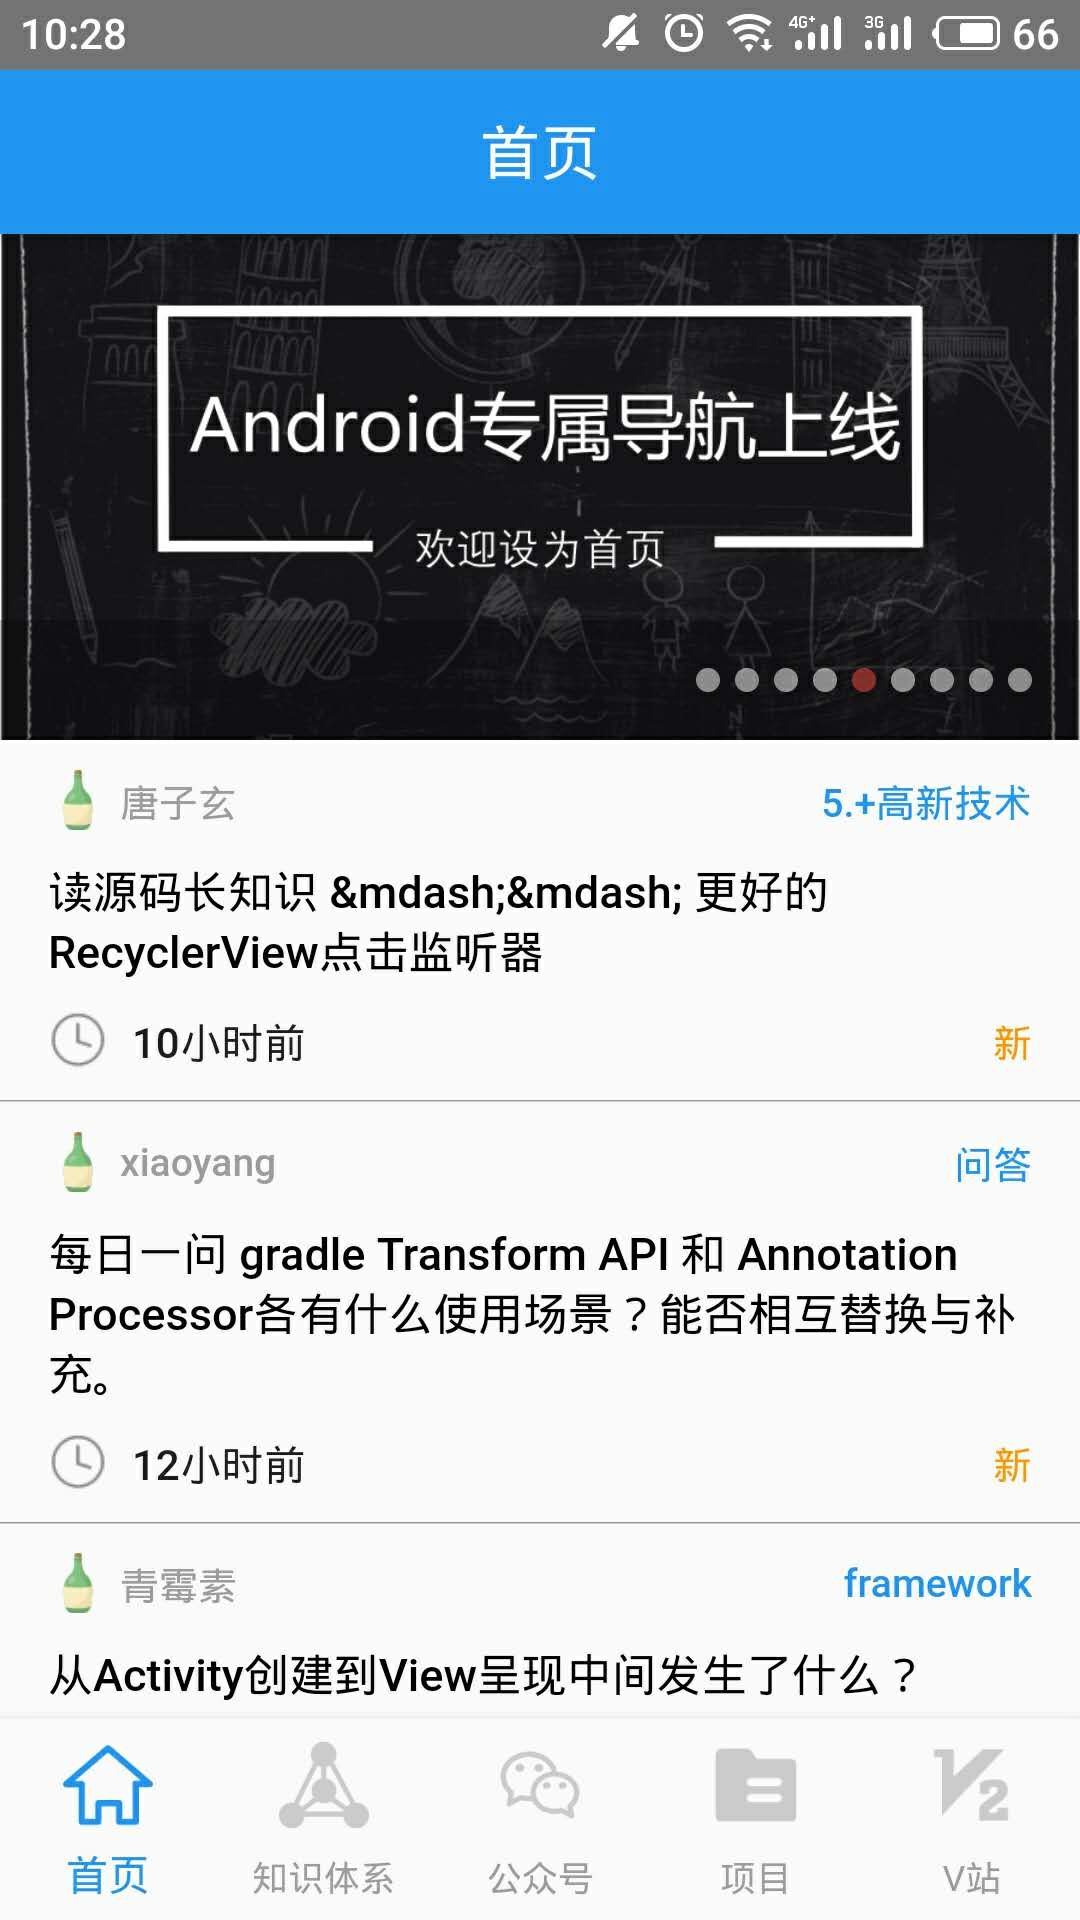 10:28
4G+
3G
66
首页
Android专属导航上线
欢迎设为首页
唐子玄
5.+高新技术
读源码长知识 &mdash;&mdash; 更好的
RecyclerView点击监听器
10小时前
新
xiaoyang
问答
每日一问 gradle Transform API 和 Annotation
Processor各有什么使用场景？能否相互替换与补
充。
12小时前
新
青霉素
framework
从Activity创建到View呈现中间发生了什么？
首页
知识体系
公众号
项目
V站